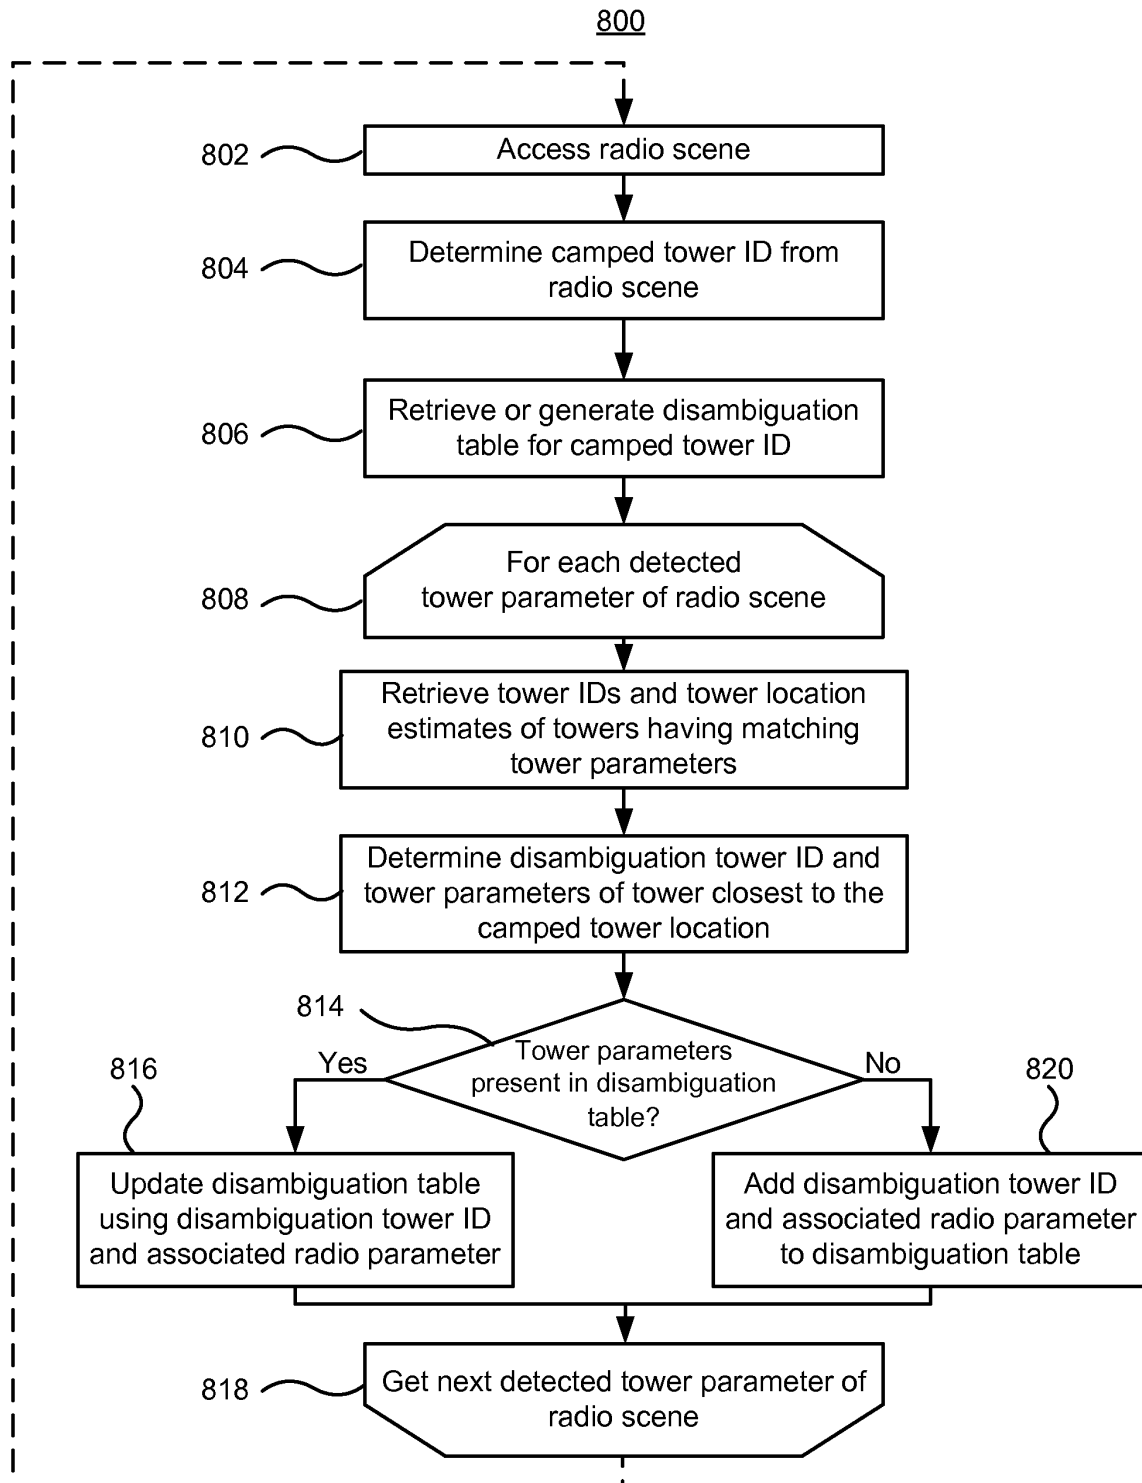 800
802
Access radio scene
804
Determine camped tower ID from
radio scene
806
Retrieve or generate disambiguation
table for camped tower ID
808
For each detected
tower parameter of radio scene
810
Retrieve tower IDs and tower location
estimates of towers having matching
tower parameters
812
Determine disambiguation tower ID and
tower parameters of tower closest to the
camped tower location
814
Tower parameters
present in disambiguation
table?
Yes
No
816
Update disambiguation table
using disambiguation tower ID
and associated radio parameter
820
Add disambiguation tower ID
and associated radio parameter
to disambiguation table
818
Get next detected tower parameter of
radio scene